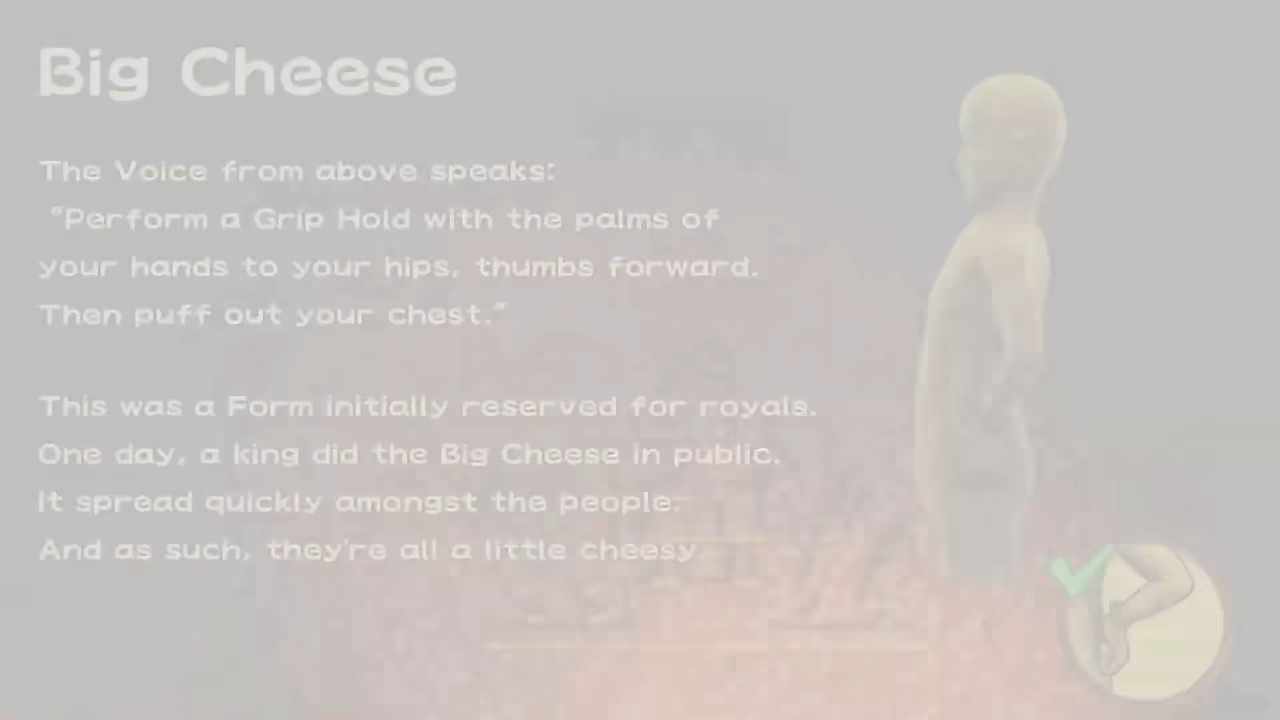 Big Cheese
The Voice from above speaks:
"Perform a Grip Hold with the palms of
your hands to your hips, thumbs forward.
Then puff out your chest."
This was a Form initially reserved for royals.
One day, a king did the Big Cheese in public.
It spread quickly amongst the people.
And as such, they're all a little cheesy.